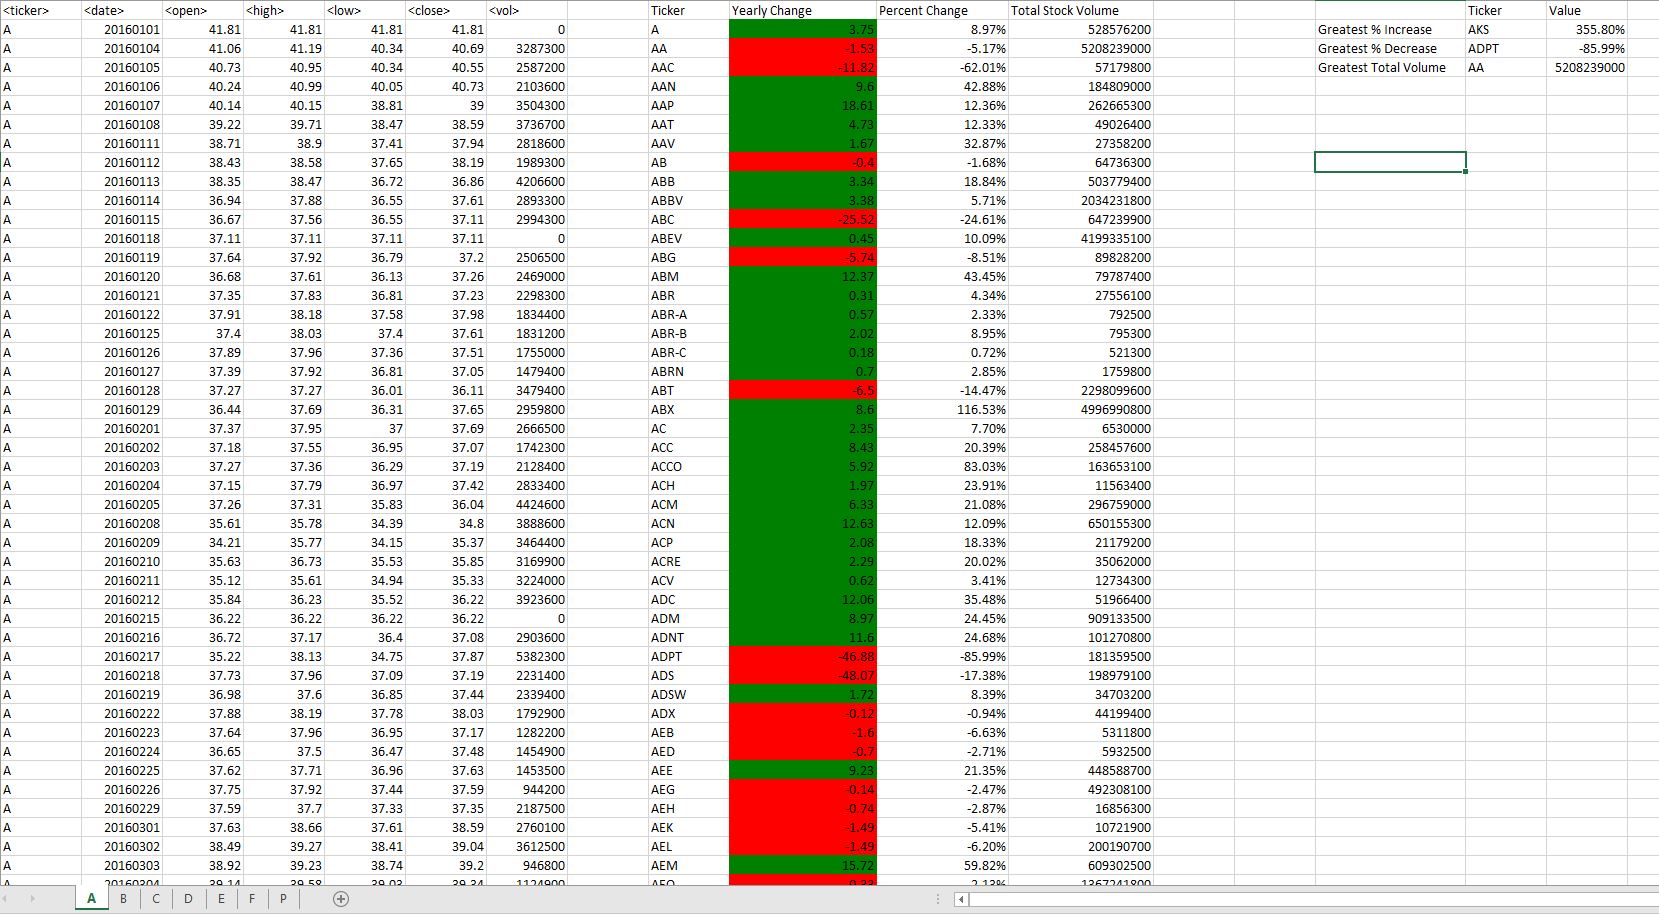 <ticker> <date> <open> <high> <low> <close> <vol> Ticker Yearly Change Percent Change Total Stock Volume Ticker Value
A 20160101 41.81 41.81 41.81 41.81 0 A 3.75 8.97% 528576200 Greatest % Increase AKS 355.80%
A 20160104 41.06 41.19 40.34 40.69 3287300 AA -1.53 -5.17% 5208239000 Greatest % Decrease ADPT -85.99%
A 20160105 40.73 40.95 40.34 40.55 2587200 AAC -11.82 -62.01% 57179800 Greatest Total Volume AA 5208239000
A 20160106 40.24 40.99 40.05 40.73 2103600 AAN 9.6 42.88% 184809000
A 20160107 40.14 40.15 38.81 39 3504300 AAP 18.61 12.36% 262665300
A 20160108 39.22 39.71 38.47 38.59 3736700 AAT 4.73 12.33% 49026400
A 20160111 38.71 38.9 37.41 37.94 2818600 AAV 1.67 32.87% 27358200
A 20160112 38.43 38.58 37.65 38.19 1989300 AB -0.4 -1.68% 64736300
A 20160113 38.35 38.47 36.72 36.86 4206600 ABB 3.34 18.84% 503779400
A 20160114 36.94 37.88 36.55 37.61 2893300 ABBV 3.38 5.71% 2034231800
A 20160115 36.67 37.56 36.55 37.11 2994300 ABC -25.52 -24.61% 647239900
A 20160118 37.11 37.11 37.11 37.11 0 ABEV 0.45 10.09% 4199335100
A 20160119 37.64 37.92 36.79 37.2 2506500 ABG -5.74 -8.51% 89828200
A 20160120 36.68 37.61 36.13 37.26 2469000 ABM 12.37 43.45% 79787400
A 20160121 37.35 37.83 36.81 37.23 2298300 ABR 0.31 4.34% 27556100
A 20160122 37.91 38.18 37.58 37.98 1834400 ABR-A 0.57 2.33% 792500
A 20160125 37.4 38.03 37.4 37.61 1831200 ABR-B 2.02 8.95% 795300
A 20160126 37.89 37.96 37.36 37.51 1755000 ABR-C 0.18 0.72% 521300
A 20160127 37.39 37.92 36.81 37.05 1479400 ABRN 0.7 2.85% 1759800
A 20160128 37.27 37.27 36.01 36.11 3479400 ABT -6.5 -14.47% 2298099600
A 20160129 36.44 37.69 36.31 37.65 2959800 ABX 8.6 116.53% 4996990800
A 20160201 37.37 37.95 37 37.69 2666500 AC 2.35 7.70% 6530000
A 20160202 37.18 37.55 36.95 37.07 1742300 ACC 8.43 20.39% 258457600
A 20160203 37.27 37.36 36.29 37.19 2128400 ACCO 5.92 83.03% 163653100
A 20160204 37.15 37.79 36.97 37.42 2833400 ACH 1.97 23.91% 11563400
A 20160205 37.26 37.31 35.83 36.04 4424600 ACM 6.33 21.08% 296759000
A 20160208 35.61 35.78 34.39 34.8 3888600 ACN 12.63 12.09% 650155300
A 20160209 34.21 35.77 34.15 35.37 3464400 ACP 2.08 18.33% 21179200
A 20160210 35.63 36.73 35.53 35.85 3169900 ACRE 2.29 20.02% 35062000
A 20160211 35.12 35.61 34.94 35.33 3224000 ACV 0.62 3.41% 12734300
A 20160212 35.84 36.23 35.52 36.22 3923600 ADC 12.06 35.48% 51966400
A 20160215 36.22 36.22 36.22 36.22 0 ADM 8.97 24.45% 909133500
A 20160216 36.72 37.17 36.4 37.08 2903600 ADNT 11.6 24.68% 101270800
A 20160217 35.22 38.13 34.75 37.87 5382300 ADPT -46.88 -85.99% 181359500
A 20160218 37.73 37.96 37.09 37.19 2231400 ADS -48.07 -17.38% 198979100
A 20160219 36.98 37.6 36.85 37.44 2339400 ADSW 1.72 8.39% 34703200
A 20160222 37.88 38.19 37.78 38.03 1792900 ADX -0.12 -0.94% 44199400
A 20160223 37.64 37.96 36.95 37.17 1282200 AEB -1.6 -6.63% 5311800
A 20160224 36.65 37.5 36.47 37.48 1454900 AED -0.7 -2.71% 5932500
A 20160225 37.62 37.71 36.96 37.63 1453500 AEE 9.23 21.35% 448588700
A 20160226 37.75 37.92 37.44 37.59 944200 AEG -0.14 -2.47% 492308100
A 20160229 37.59 37.7 37.33 37.35 2187500 AEH -0.74 -2.87% 16856300
A 20160301 37.63 38.66 37.61 38.59 2760100 AEK -1.49 -5.41% 10721900
A 20160302 38.49 39.27 38.41 39.04 3612500 AEL -1.49 -6.20% 200190700
A 20160303 38.92 39.23 38.74 39.2 946800 AEM 15.72 59.82% 609302500
A 20160304 39.14
A B C D E F P